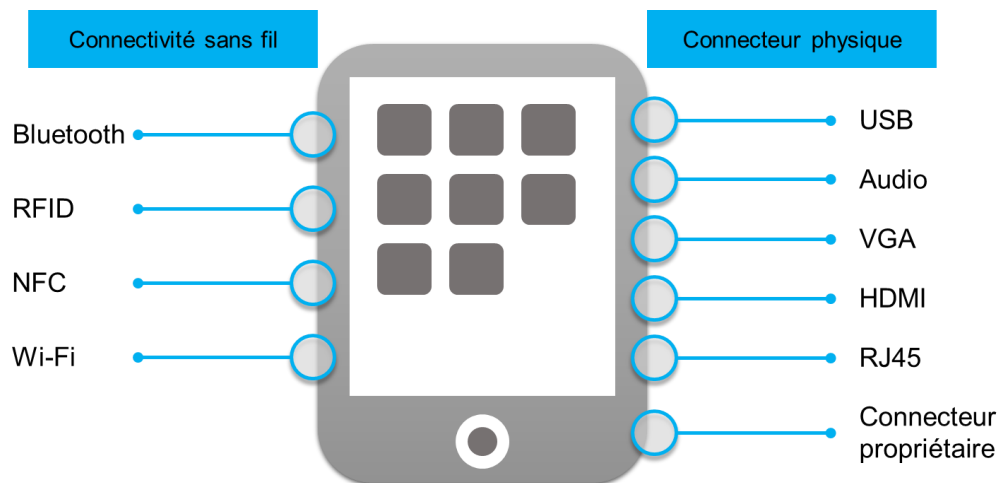 Connectivité sans fil
Connecteur physique
Bluetooth
RFID
NFC
Wi-Fi
USB
Audio
VGA
HDMI
RJ45
Connecteur
propriétaire